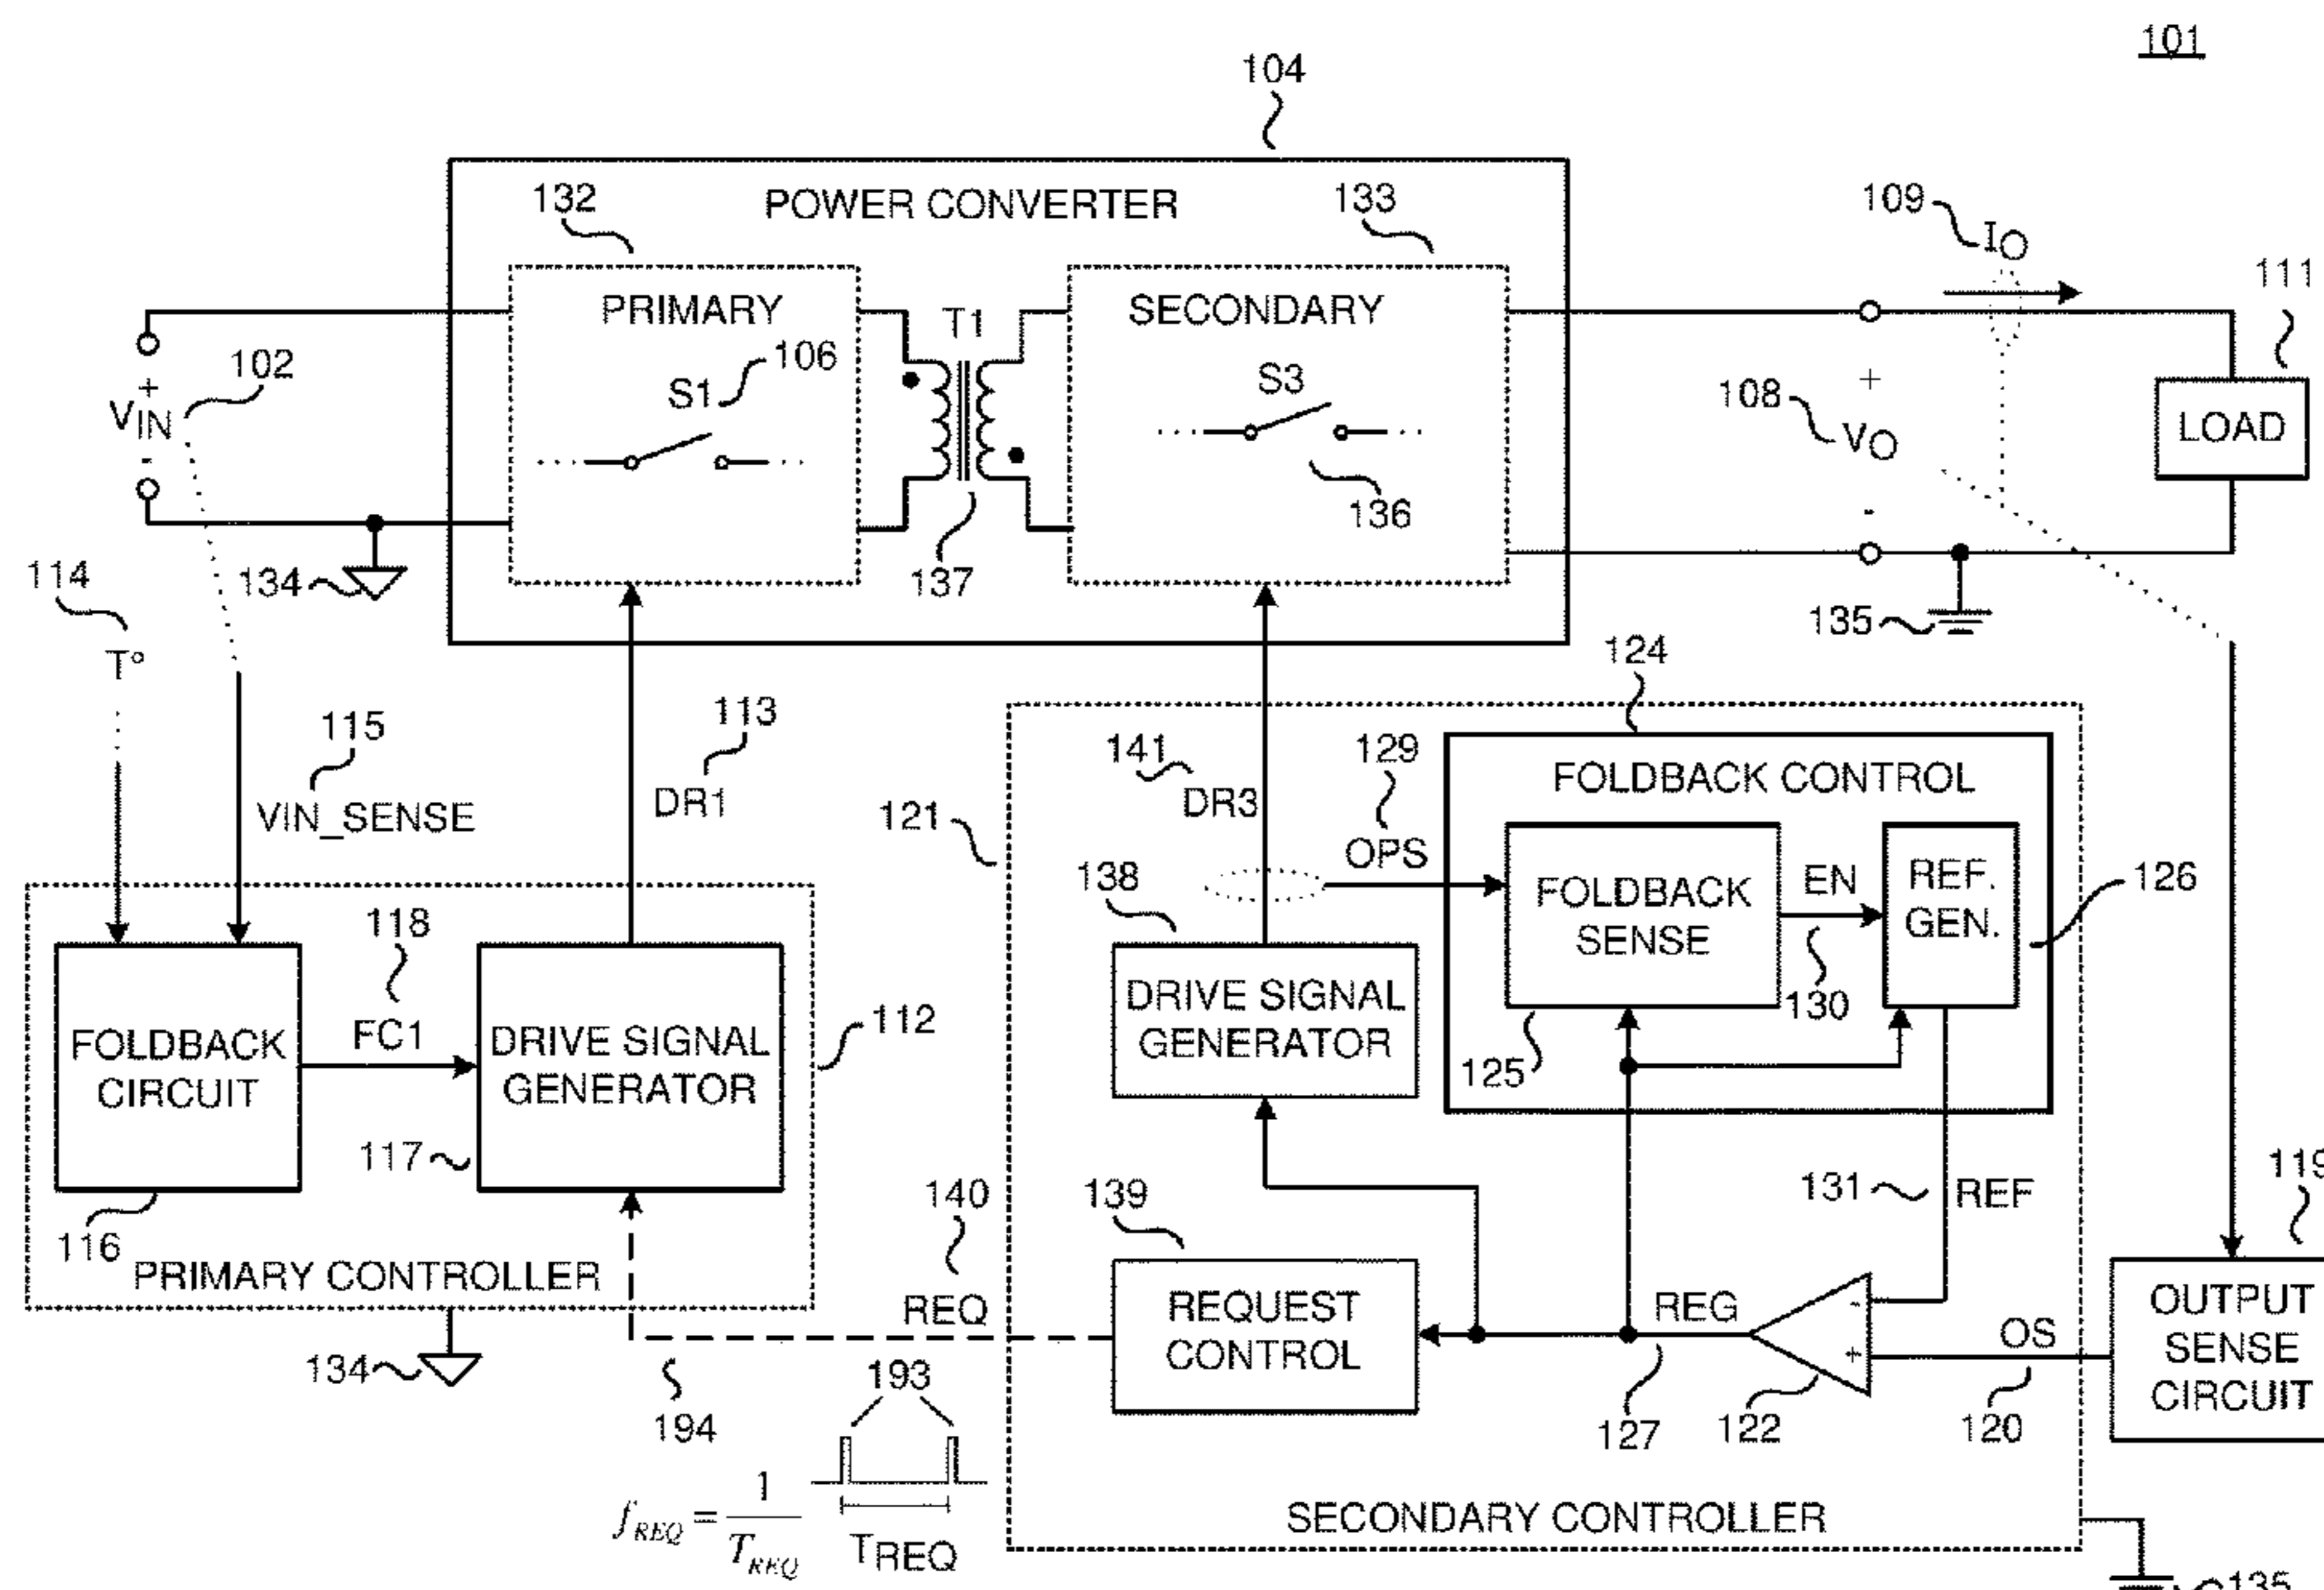 101
104
132
POWER CONVERTER
133
109
IO
111
PRIMARY
T1
SECONDARY
102
+
VIN
-
S1
106
S3
+
108
VO
-
LOAD
136
114
134
137
135
T°
124
115
VIN_SENSE
113
DR1
121
141
DR3
129
OPS
FOLDBACK CONTROL
138
FOLDBACK
SENSE
EN
130
REF.
GEN.
126
118
FC1
112
FOLDBACK
CIRCUIT
DRIVE SIGNAL
GENERATOR
DRIVE SIGNAL
GENERATOR
125
117
116
PRIMARY CONTROLLER
140
REQ
139
131
REF
119
REQUEST
CONTROL
REG
-
+
OS
OUTPUT
SENSE
CIRCUIT
134
194
193
127
122
120
fREQ = 1
TREQ
TREQ
SECONDARY CONTROLLER
135